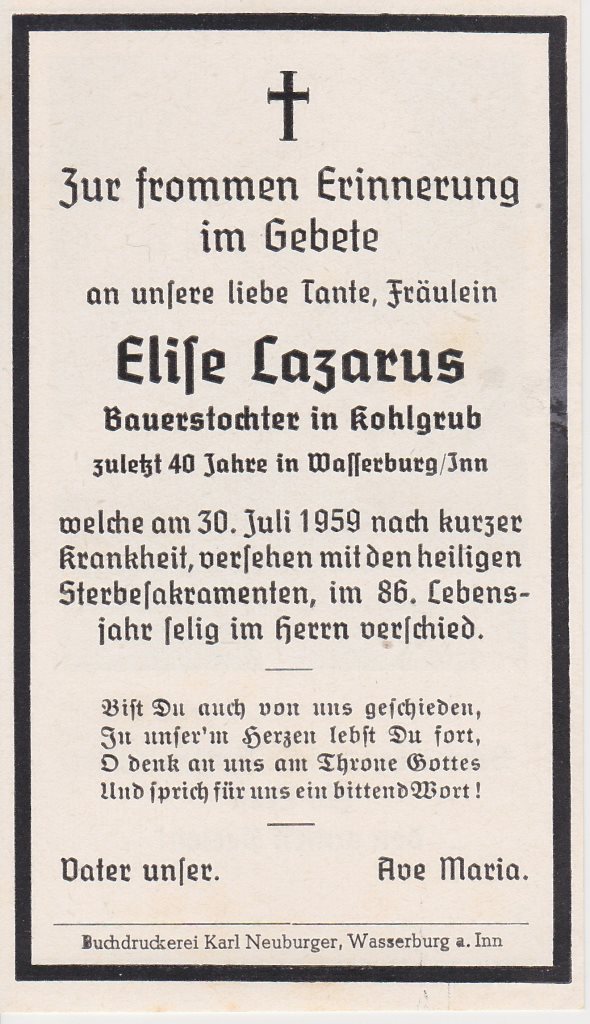 Zur frommen Erinnerung
im Gebete
an unsere liebe Tante, Fräulein
Elise Lazarus
Bauerstochter in Kohlgrub
zuletzt 40 Jahre in Wasserburg/Inn
welche am 30. Juli 1959 nach kurzer
Krankheit, versehen mit den heiligen
Sterbesakramenten, im 86. Lebens-
jahr selig im Herrn verschied.
Bist Du auch von uns geschieden,
In unser'm Herzen lebst Du fort,
O denk an uns am Throne Gottes
Und sprich für uns ein bittend Wort!
Vater unser. Ave Maria.
Buchdruckerei Karl Neuburger, Wasserburg a. Inn